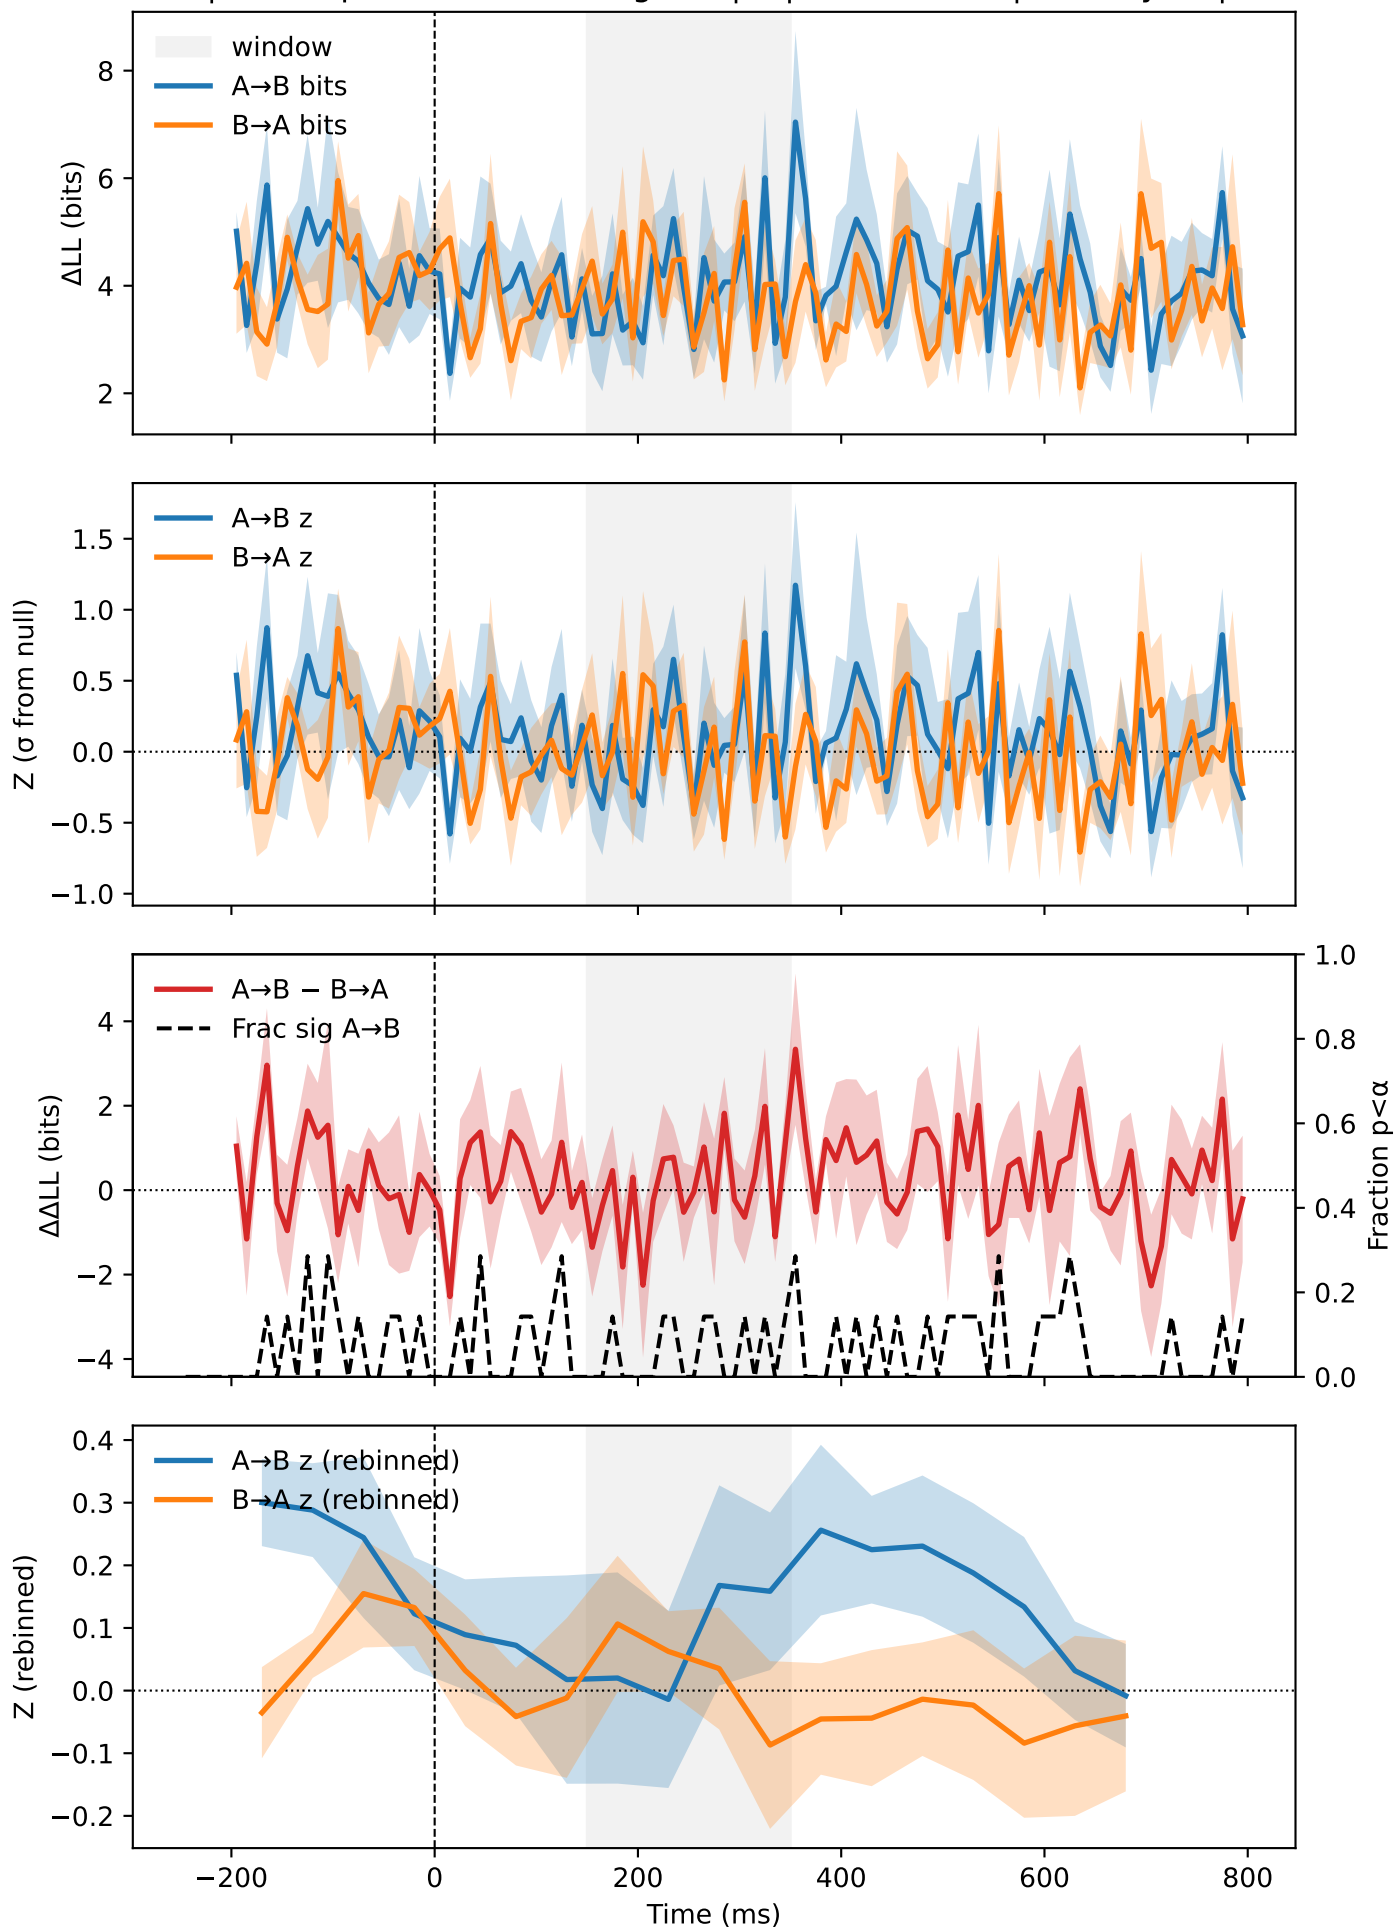 window
A→B bits
B→A bits
ΔLL (bits)
8
6
4
2
A→B z
B→A z
Z (σ from null)
1.5
1.0
0.5
0.0
−0.5
−1.0
A→B − B→A
Frac sig A→B
ΔΔLL (bits)
4
2
0
−2
−4
1.0
0.8
0.6
0.4
0.2
0.0
Fraction p<α
A→B z (rebinned)
B→A z (rebinned)
Z (rebinned)
0.4
0.3
0.2
0.1
0.0
−0.1
−0.2
−200
0
200
400
600
800
Time (ms)